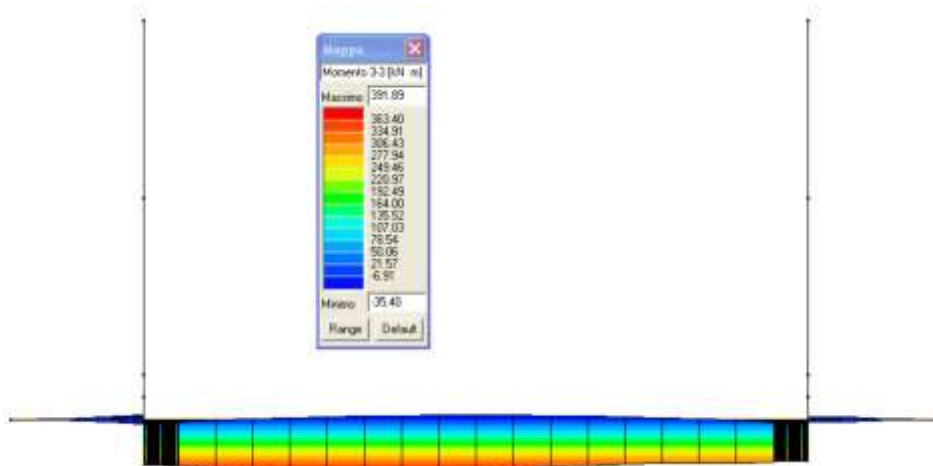 Mappa
Momento 3-3 [kN m]
Massimo 391.89
363.40
334.91
306.43
277.94
249.46
220.97
192.49
164.00
135.52
107.03
78.54
50.06
21.57
-6.91
Minimo -35.40
Range Default